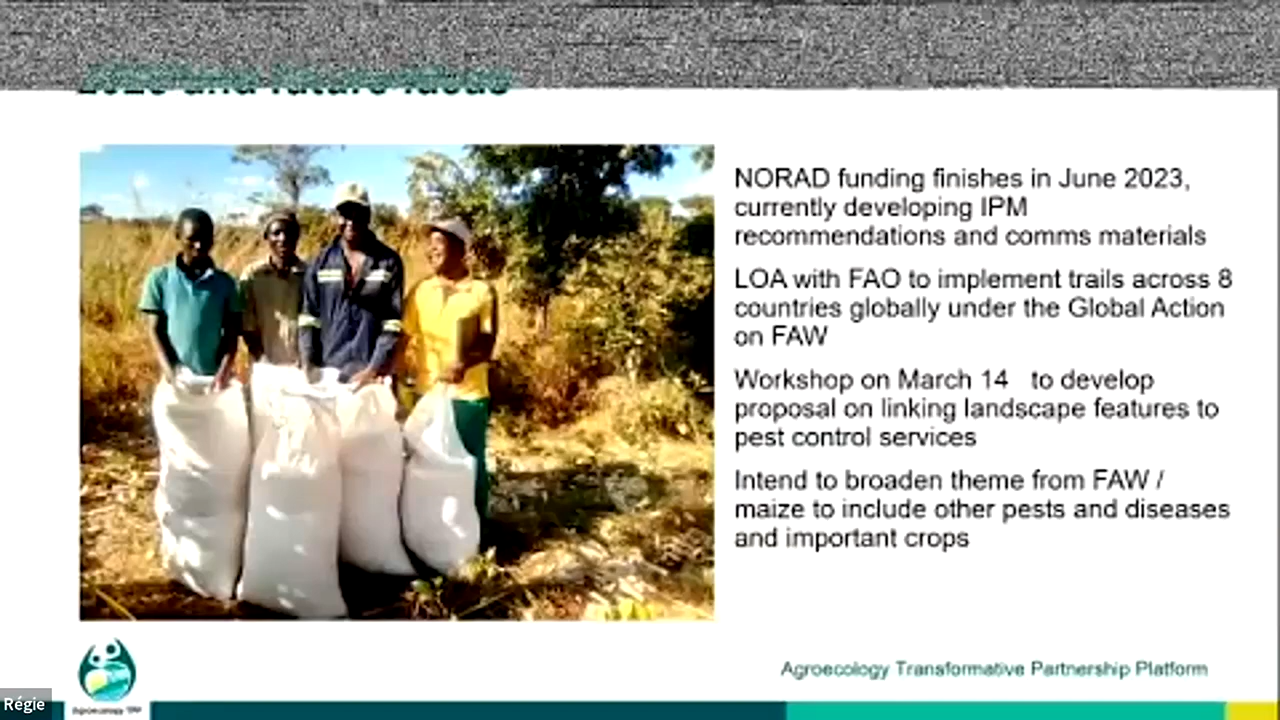 2023 and future ideas
NORAD funding finishes in June 2023,
currently developing IPM
recommendations and comms materials
LOA with FAO to implement trails across 8
countries globally under the Global Action
on FAW
Workshop on March 14 to develop
proposal on linking landscape features to
pest control services
Intend to broaden theme from FAW /
maize to include other pests and diseases
and important crops
Agroecology Transformative Partnership Platform
Régie
Agroecology TPP